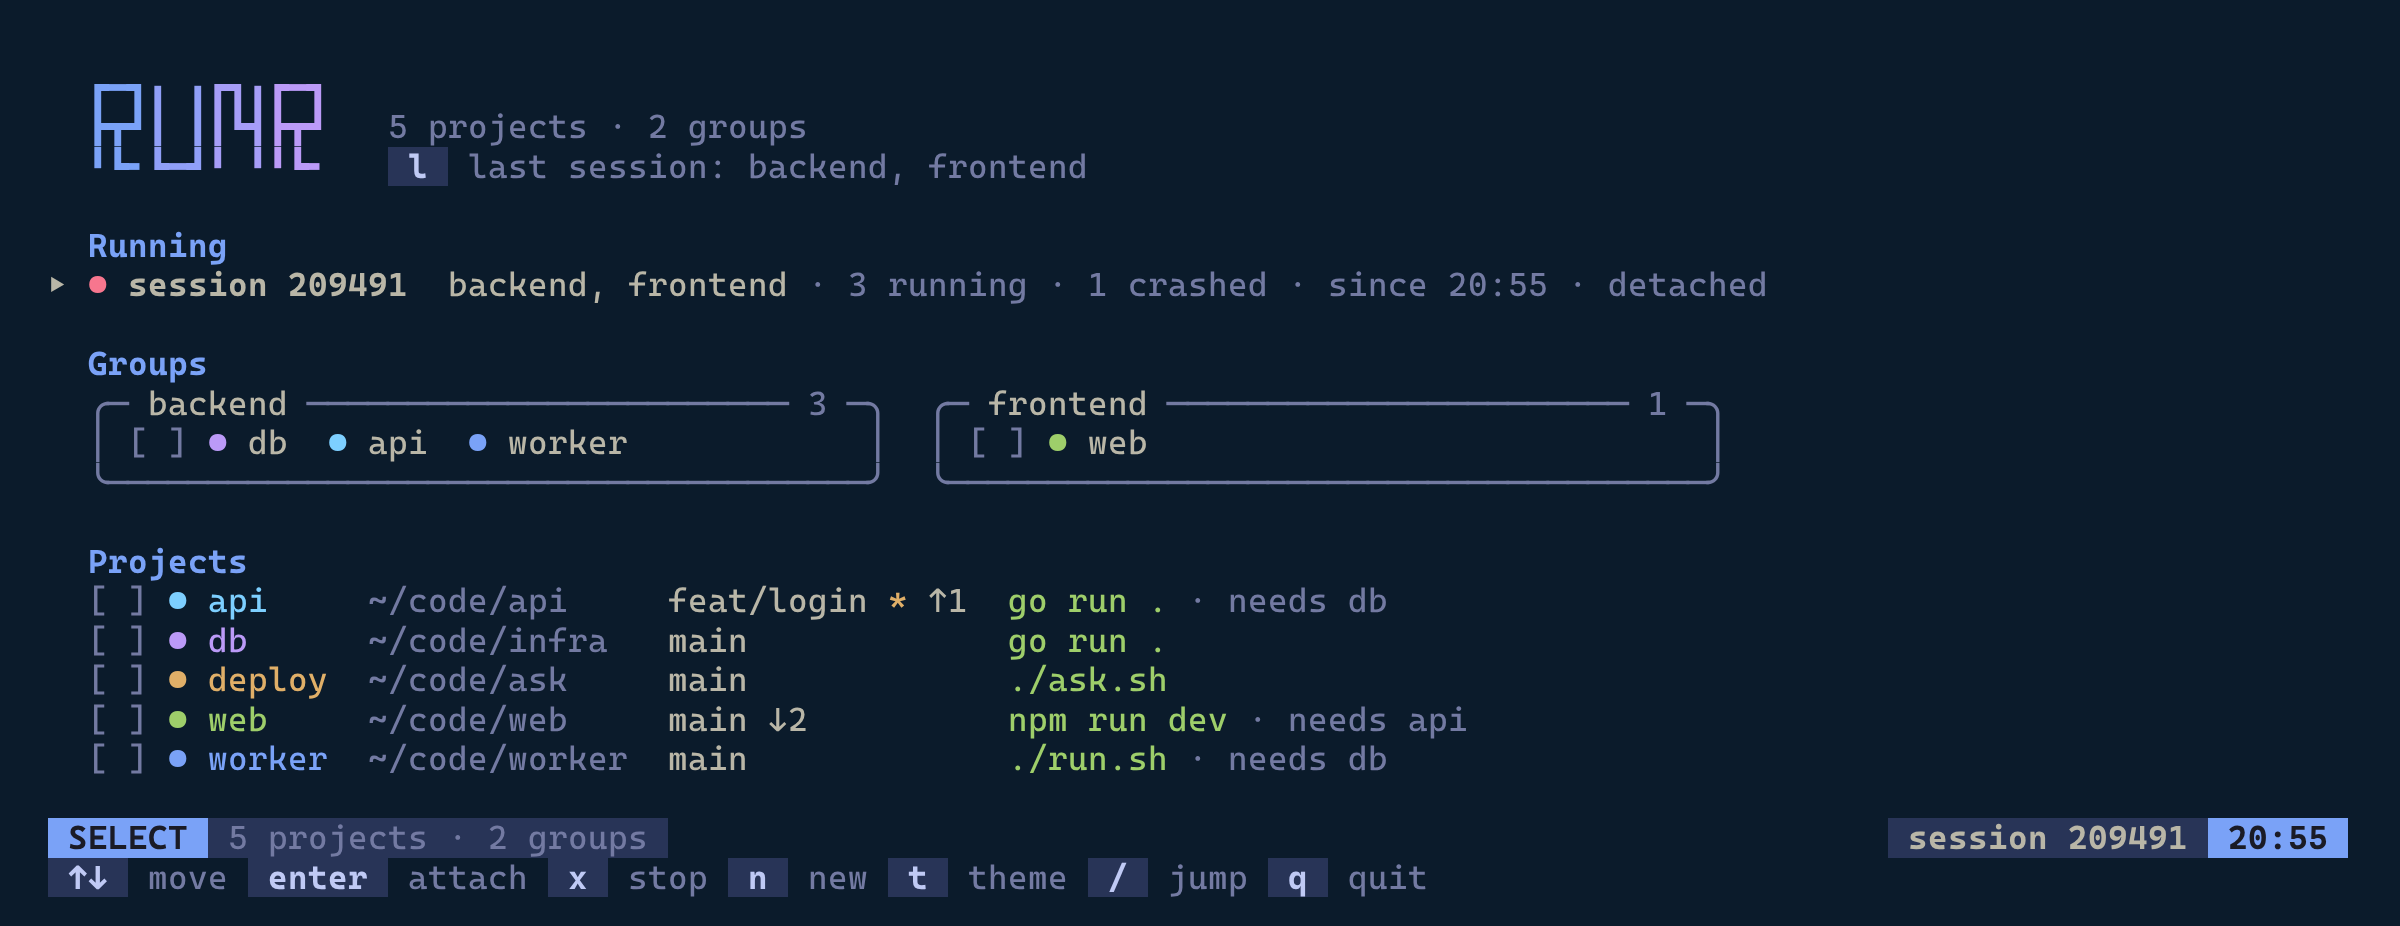 RUNR
5 projects · 2 groups
l last session: backend, frontend
Running
▸ ● session 209491 backend, frontend · 3 running · 1 crashed · since 20:55 · detached
Groups
backend 3 frontend 1
[ ] ● db ● api ● worker [ ] ● web
Projects
[ ] ● api ~/code/api feat/login * ↑1 go run . · needs db
[ ] ● db ~/code/infra main go run .
[ ] ● deploy ~/code/ask main ./ask.sh
[ ] ● web ~/code/web main ↓2 npm run dev · needs api
[ ] ● worker ~/code/worker main ./run.sh · needs db
SELECT 5 projects · 2 groups session 209491 20:55
↑↓ move enter attach x stop n new t theme / jump q quit